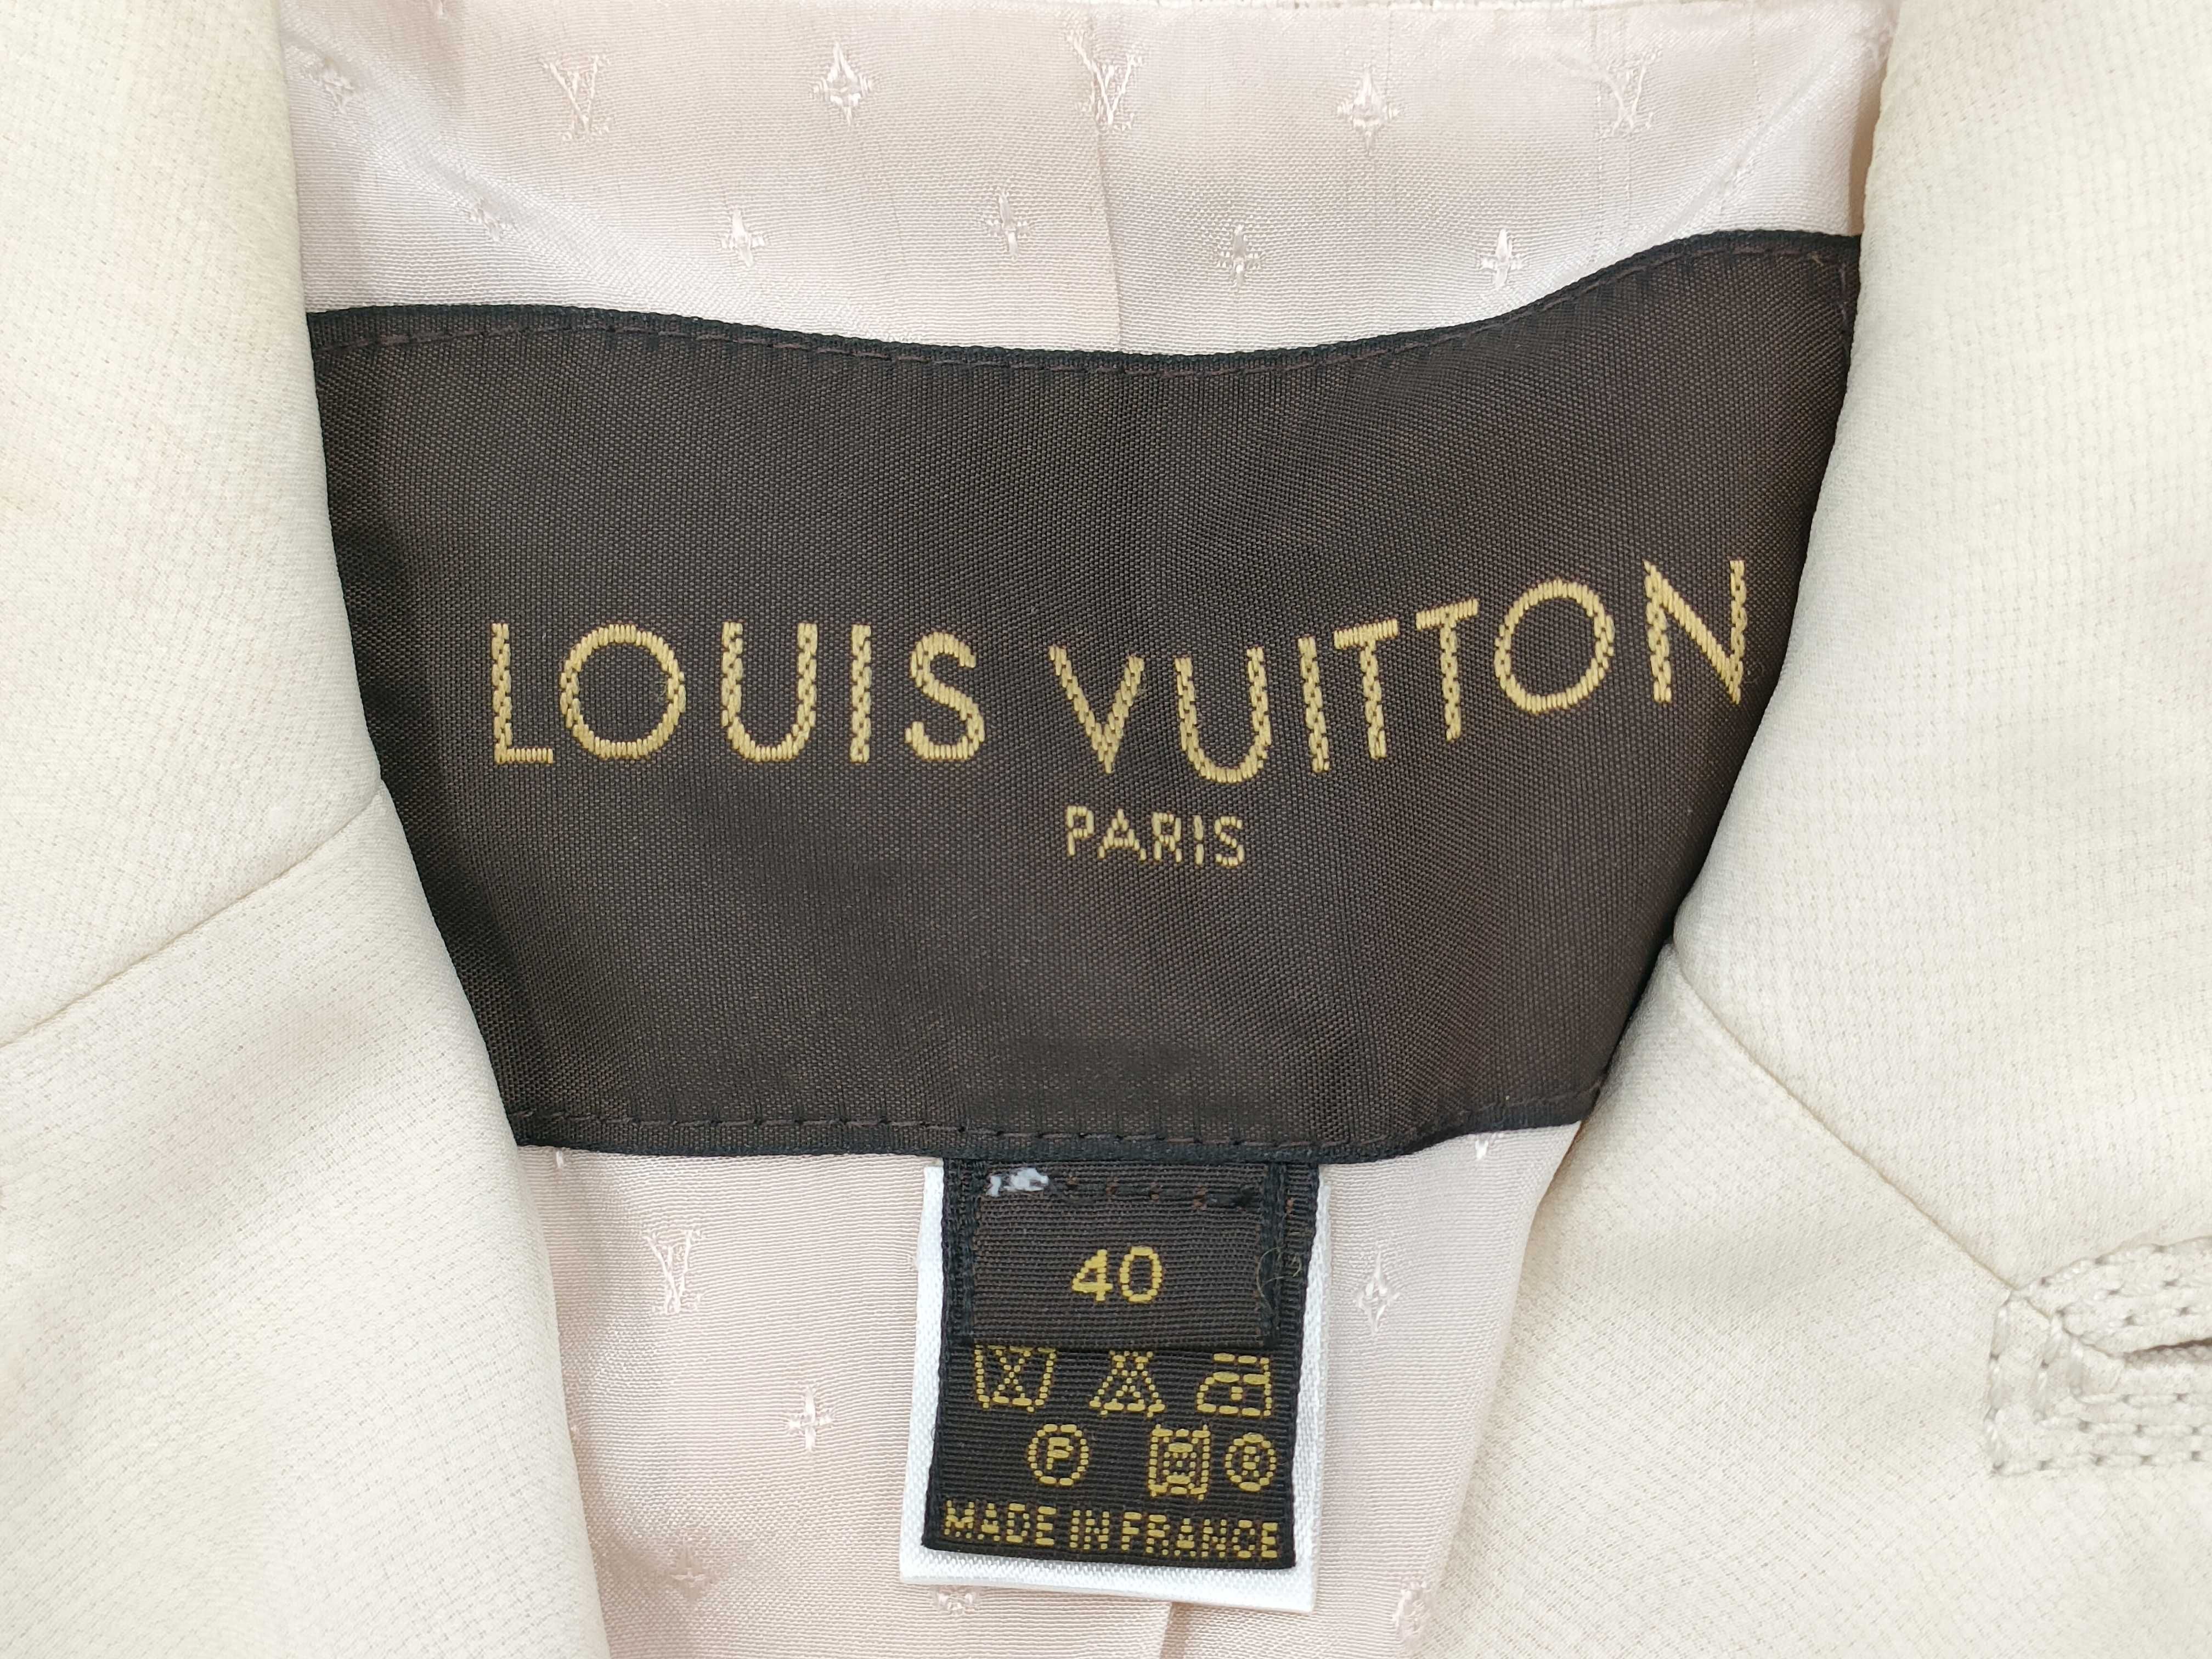 LOUIS VUITTON
PARIS
40
P
MADE IN FRANCE